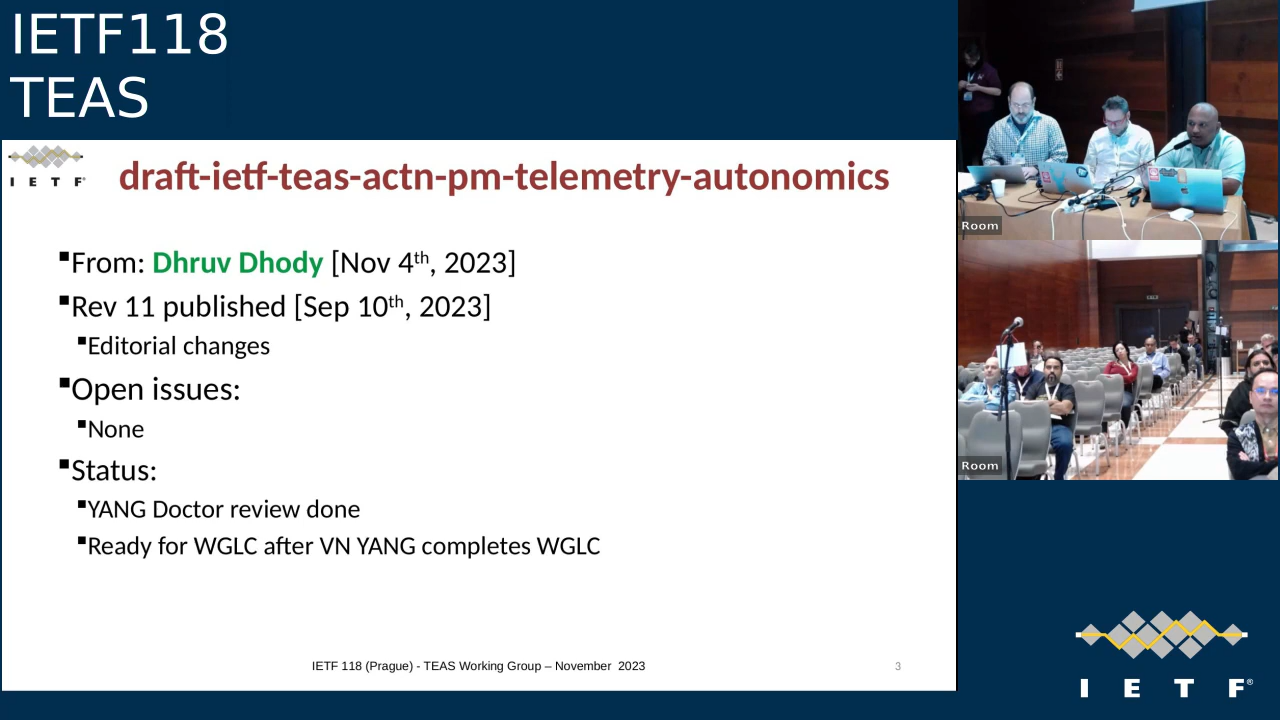 IETF118
TEAS
I E T F
draft-ietf-teas-actn-pm-telemetry-autonomics
▪From: Dhruv Dhody [Nov 4th, 2023]
▪Rev 11 published [Sep 10th, 2023]
▪Editorial changes
▪Open issues:
▪None
▪Status:
▪YANG Doctor review done
▪Ready for WGLC after VN YANG completes WGLC
IETF 118 (Prague) - TEAS Working Group – November 2023
3
Room
Room
I E T F®